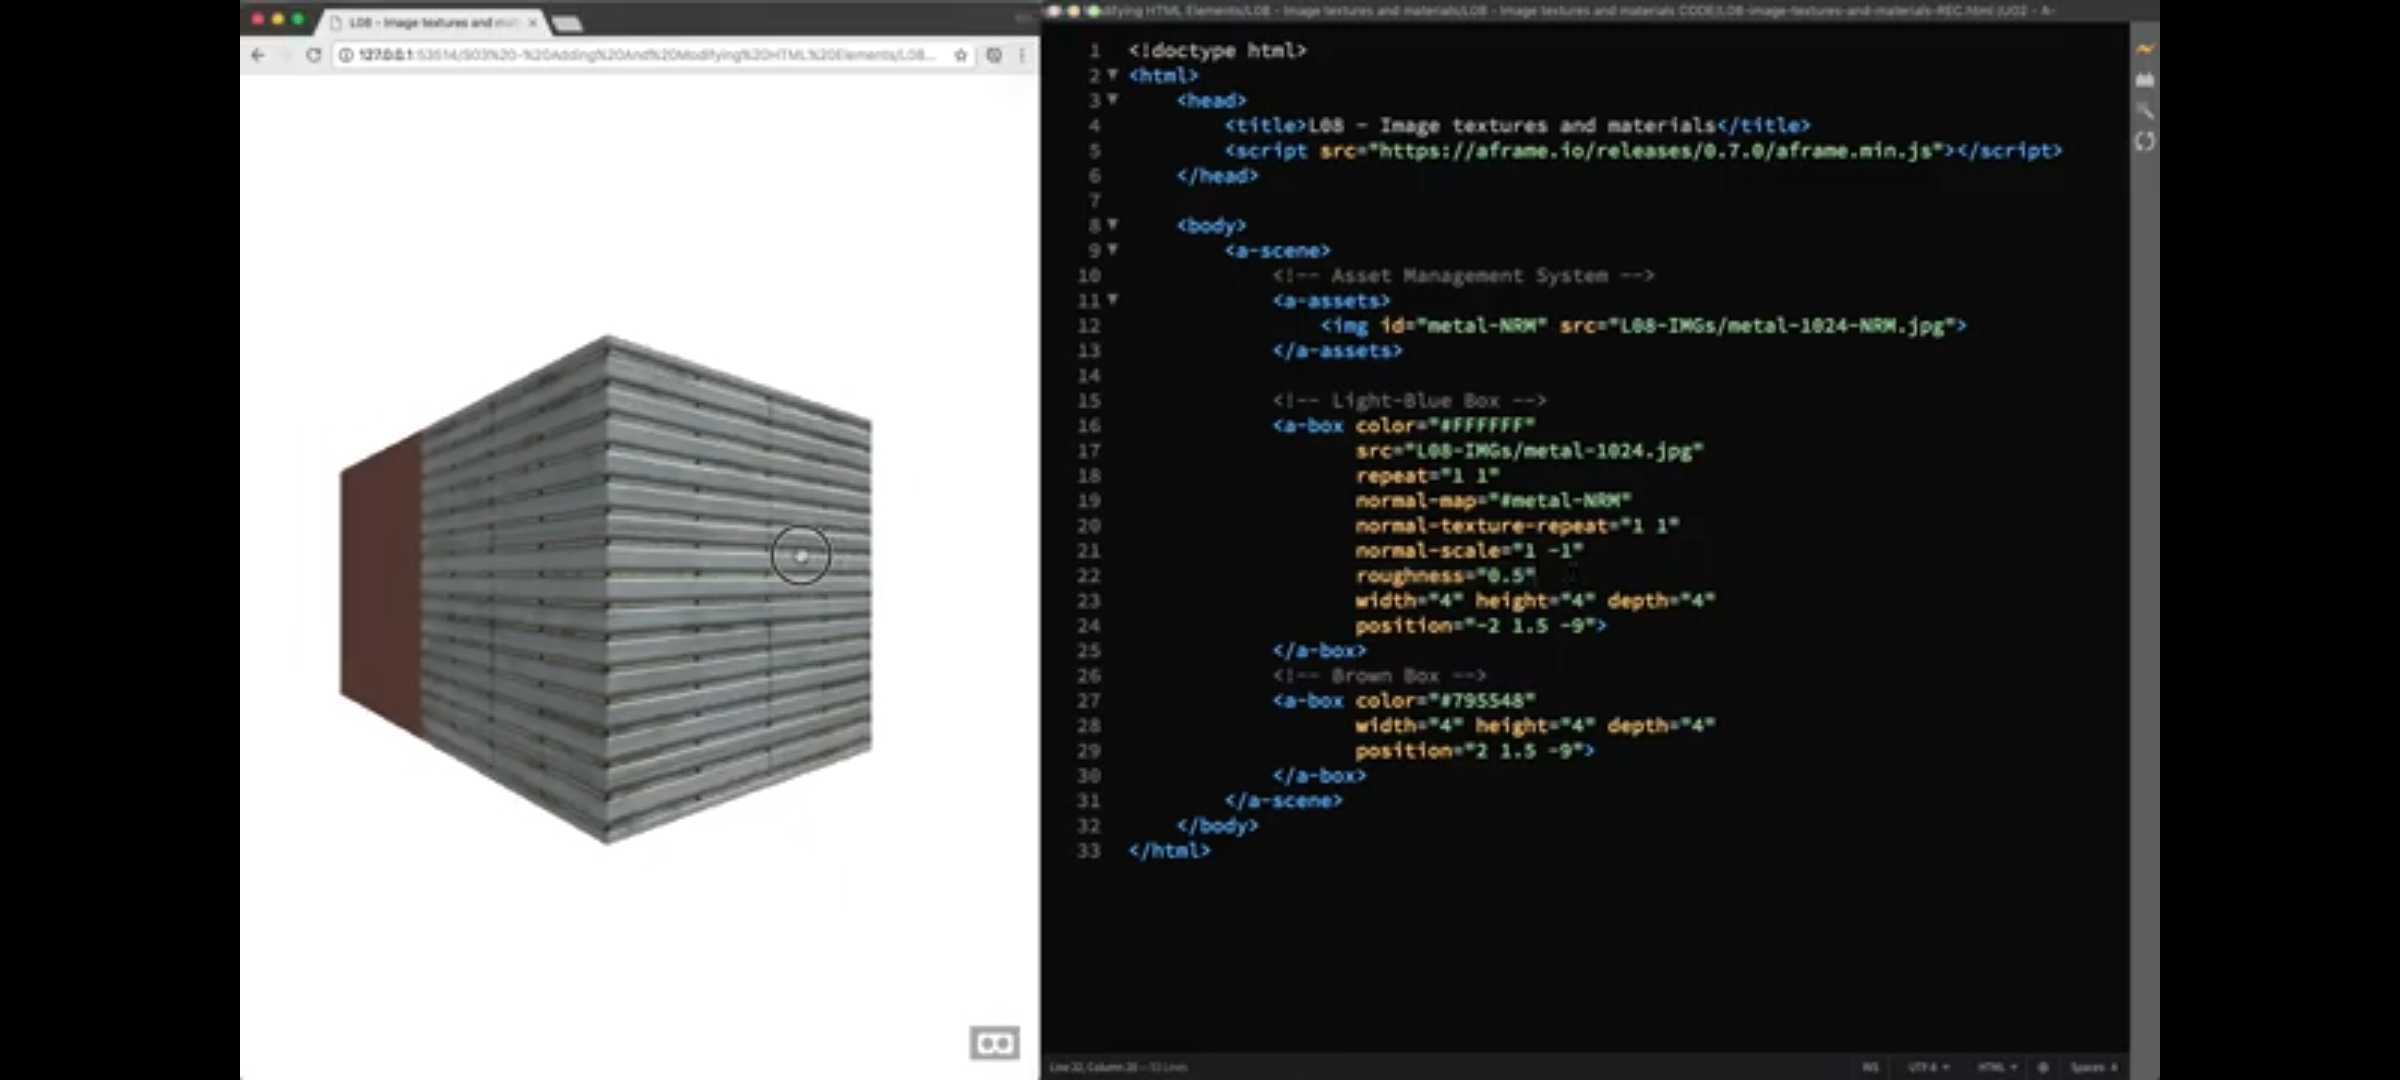 L08 - Image textures and mat
127.0.0.1:53514/S03%20-%20Adding%20And%20Modifying%20HTML%20Elements/L08...
difying HTML Elements/L08 - Image textures and materials/L08 - Image textures and materials CODE/L08-image-textures-and-materials-REC.html (U02 - A-
1 <!doctype html>
2 <html>
3 <head>
4 <title>L08 - Image textures and materials</title>
5 <script src="https://aframe.io/releases/0.7.0/aframe.min.js"></script>
6 </head>
7
8 <body>
9 <a-scene>
10 <!-- Asset Management System -->
11 <a-assets>
12 <img id="metal-NRM" src="L08-IMGs/metal-1024-NRM.jpg">
13 </a-assets>
14
15 <!-- Light-Blue Box -->
16 <a-box color="#FFFFFF"
17 src="L08-IMGs/metal-1024.jpg"
18 repeat="1 1"
19 normal-map="#metal-NRM"
20 normal-texture-repeat="1 1"
21 normal-scale="1 -1"
22 roughness="0.5"
23 width="4" height="4" depth="4"
24 position="-2 1.5 -9">
25 </a-box>
26 <!-- Brown Box -->
27 <a-box color="#795548"
28 width="4" height="4" depth="4"
29 position="2 1.5 -9">
30 </a-box>
31 </a-scene>
32 </body>
33 </html>
Line 22, Column 20 — 33 Lines
INS UTF-8 HTML Spaces: 4